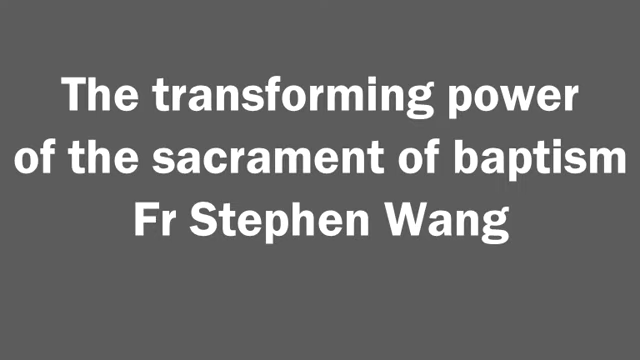 The transforming power
of the sacrament of baptism
Fr Stephen Wang